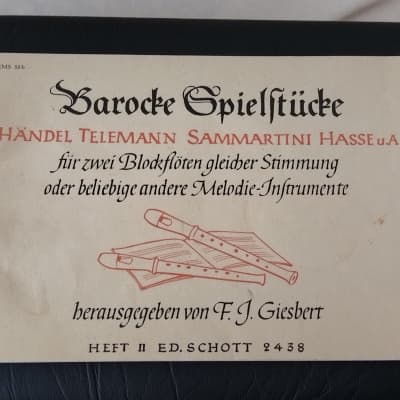 Barocke Spielstücke
HÄNDEL TELEMANN SAMMARTINI HASSE u.A
für zwei Blockflöten gleicher Stimmung
oder beliebige andere Melodie-Instrumente
herausgegeben von F. J. Giesbert
HEFT II ED. SCHOTT 2438